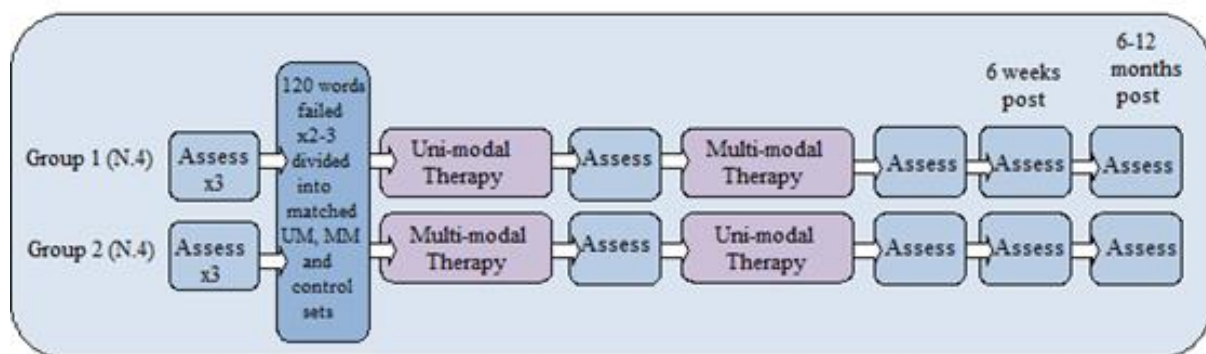 6-12
months
post
6 weeks
post
120 words
failed
x2-3
divided
into
matched
UM, MM
and
control
sets
Group 1 (N.4)
Assess
x3
Uni-modal
Therapy
Assess
Multi-modal
Therapy
Assess
Assess
Assess
Group 2 (N.4)
Assess
x3
Multi-modal
Therapy
Assess
Uni-modal
Therapy
Assess
Assess
Assess